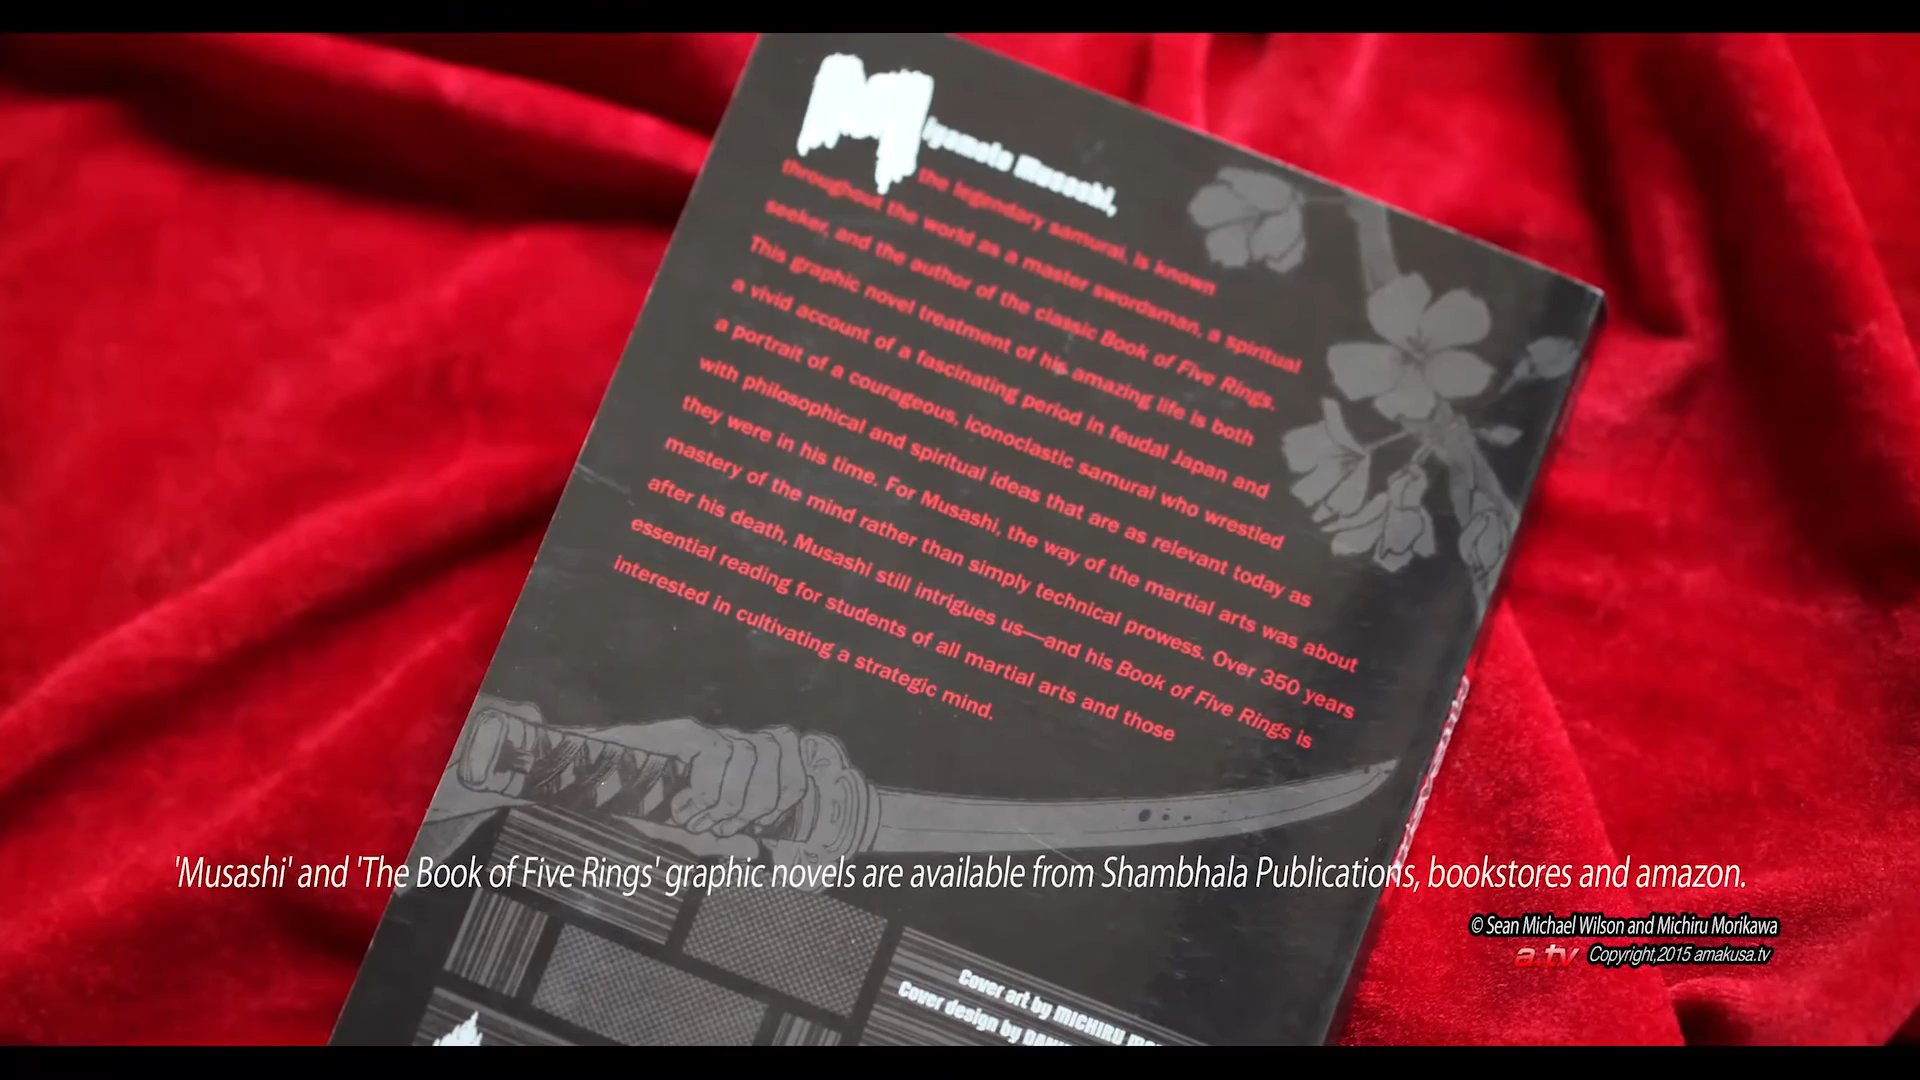 Miyamoto Musashi,
the legendary samurai, is known
throughout the world as a master swordsman, a spiritual
seeker, and the author of the classic Book of Five Rings.
This graphic novel treatment of his amazing life is both
a vivid account of a fascinating period in feudal Japan and
a portrait of a courageous, iconoclastic samurai who wrestled
with philosophical and spiritual ideas that are as relevant today as
they were in his time. For Musashi, the way of the martial arts was about
mastery of the mind rather than simply technical prowess. Over 350 years
after his death, Musashi still intrigues us—and his Book of Five Rings is
essential reading for students of all martial arts and those
interested in cultivating a strategic mind.
'Musashi' and 'The Book of Five Rings' graphic novels are available from Shambhala Publications, bookstores and amazon.
© Sean Michael Wilson and Michiru Morikawa
a.tv Copyright,2015 amakusa.tv
Cover art by MICHIRU
Cover design by